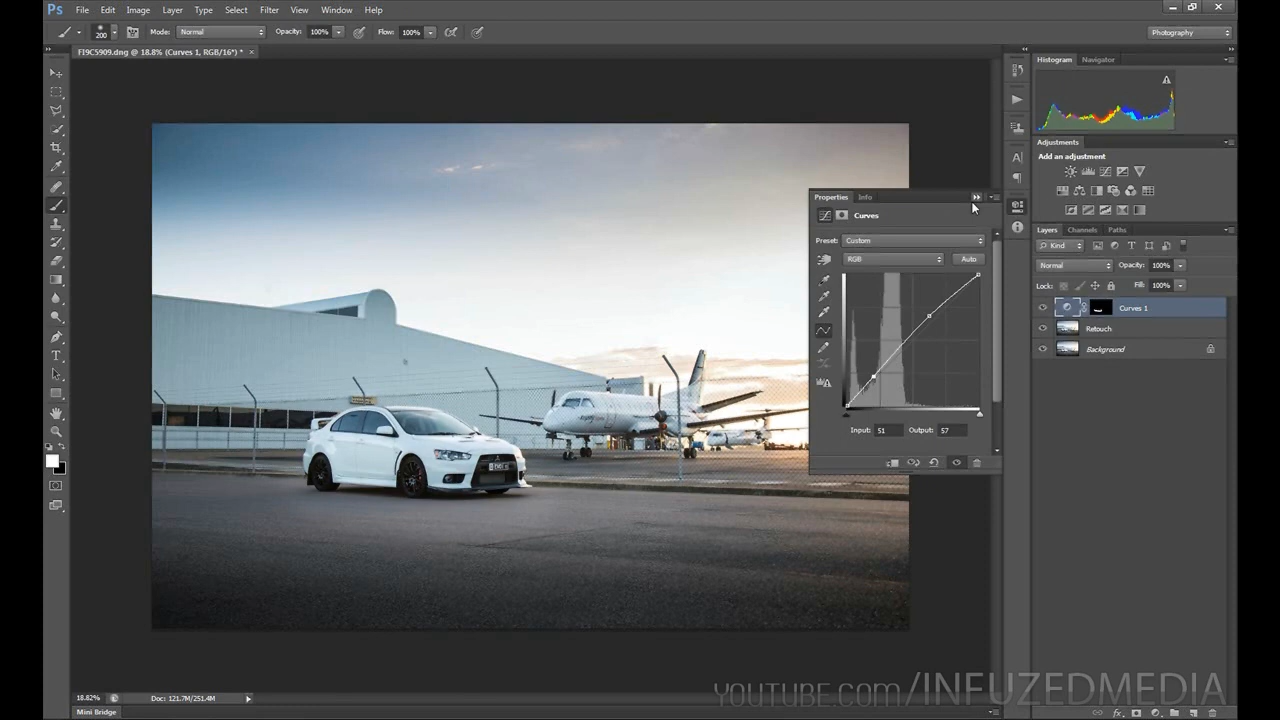 Ps File Edit Image Layer Type Select Filter View Window Help
200 Mode: Normal Opacity: 100% Flow: 100% Photography
FI9C5909.dng @ 18.8% (Curves 1, RGB/16*) * ×
Histogram Navigator
Adjustments
Add an adjustment
Properties Info
Curves
Preset: Custom
RGB Auto
Input: 51 Output: 57
Layers Channels Paths
Kind
Normal Opacity: 100%
Lock: Fill: 100%
Curves 1
Retouch
Background
18.82% Doc: 121.7M/251.4M
YOUTUBE.COM/INFUZEDMEDIA
Mini Bridge